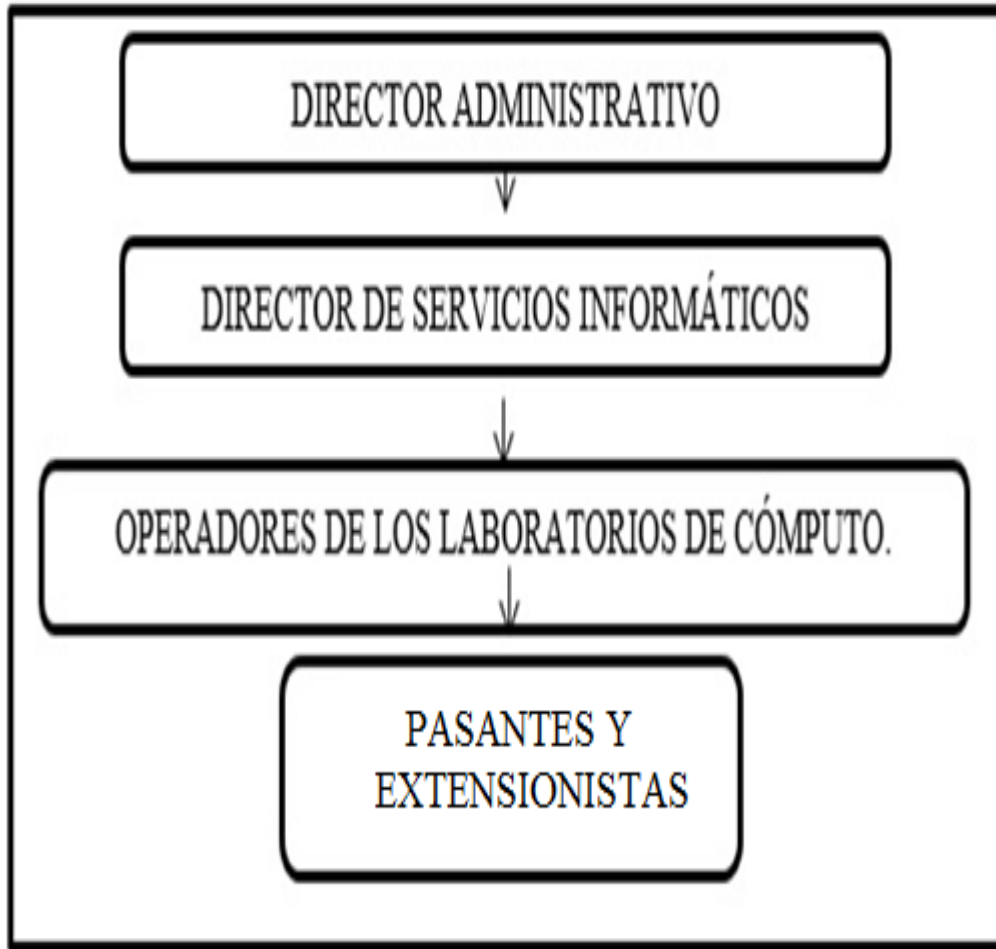 DIRECTOR ADMINISTRATIVO
DIRECTOR DE SERVICIOS INFORMÁTICOS
OPERADORES DE LOS LABORATORIOS DE CÓMPUTO.
PASANTES Y
EXTENSIONISTAS